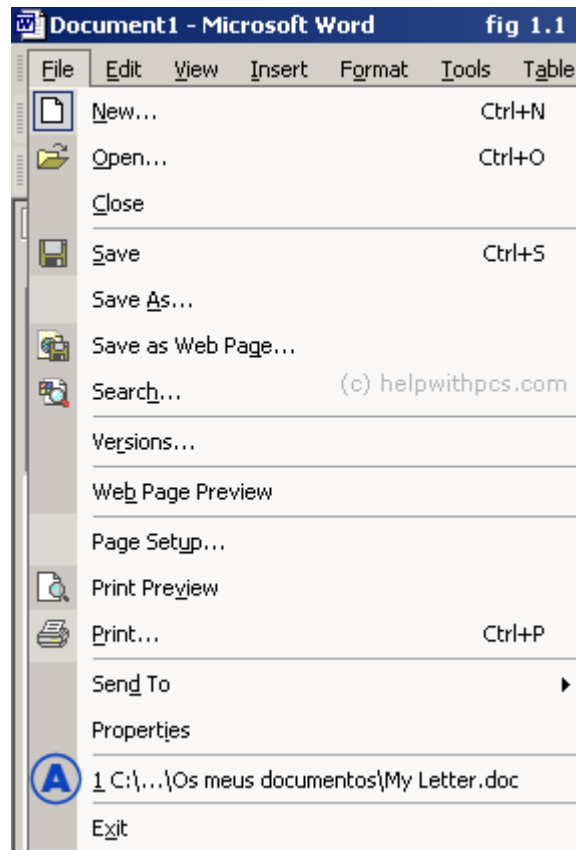 Document1 - Microsoft Word fig 1.1
File Edit View Insert Format Tools Table
New... Ctrl+N
Open... Ctrl+O
Close
Save Ctrl+S
Save As...
Save as Web Page...
Search... (c) helpwithpcs.com
Versions...
Web Page Preview
Page Setup...
Print Preview
Print... Ctrl+P
Send To
Properties
A 1 C:\...\Os meus documentos\My Letter.doc
Exit